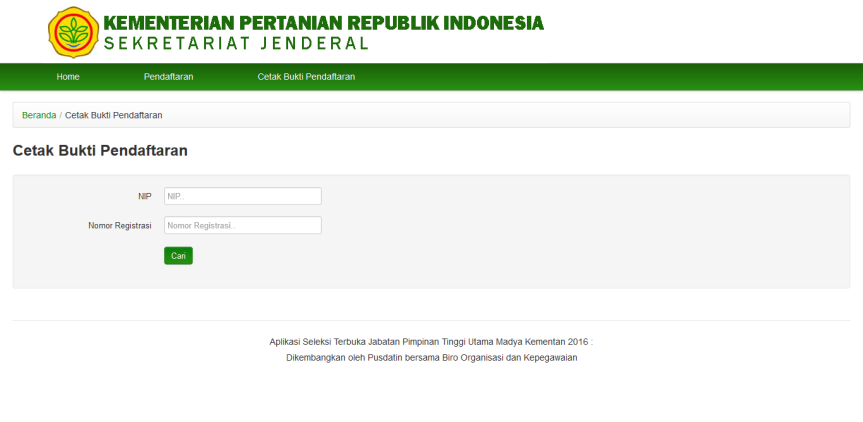 KEMENTERIAN PERTANIAN REPUBLIK INDONESIA
SEKRETARIAT JENDERAL
Home Pendaftaran Cetak Bukti Pendaftaran
Beranda / Cetak Bukti Pendaftaran
Cetak Bukti Pendaftaran
NIP NIP..
Nomor Registrasi Nomor Registrasi..
Cari
Aplikasi Seleksi Terbuka Jabatan Pimpinan Tinggi Utama Madya Kementan 2016 :
Dikembangkan oleh Pusdatin bersama Biro Organisasi dan Kepegawaian